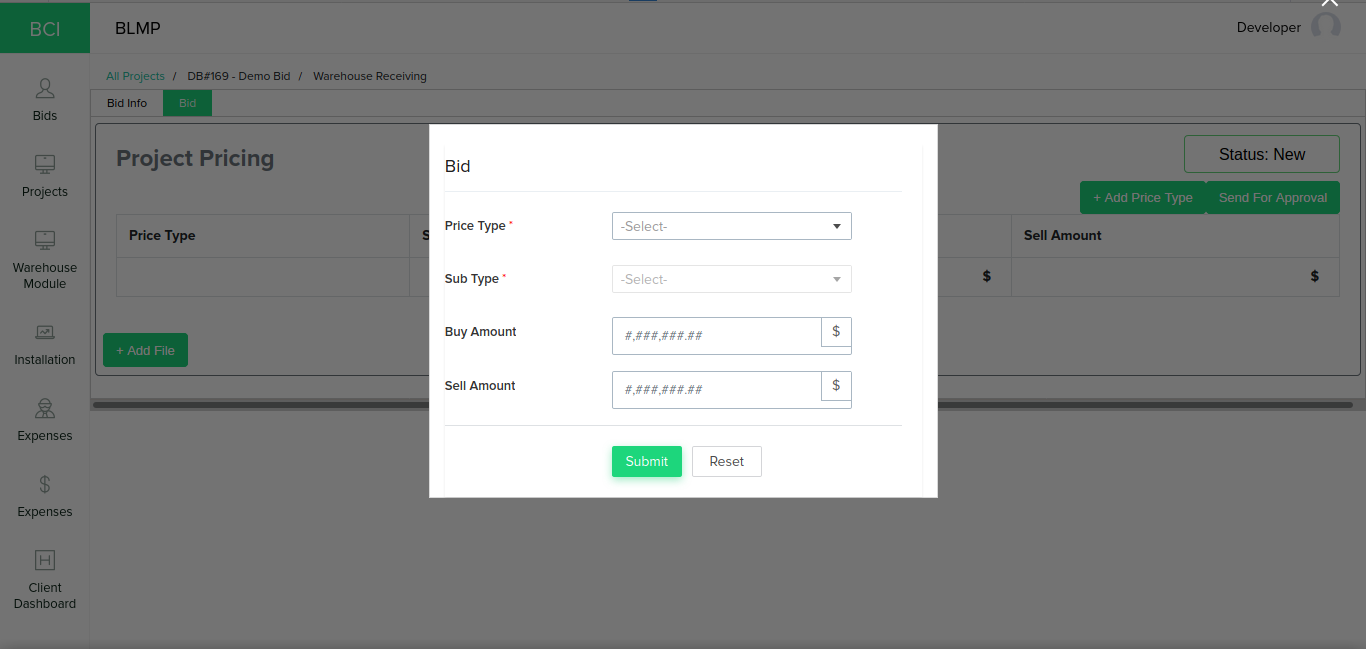 BCI
BLMP
Developer
Bids
Projects
Warehouse
Module
Installation
Expenses
Expenses
Client
Dashboard
All Projects / DB#169 - Demo Bid / Warehouse Receiving
Bid Info
Bid
Project Pricing
Status: New
+ Add Price Type
Send For Approval
Price Type
S
Sell Amount
$
$
+ Add File
Bid
Price Type *
-Select-
Sub Type *
-Select-
Buy Amount
#,###,###.##
$
Sell Amount
#,###,###.##
$
Submit
Reset